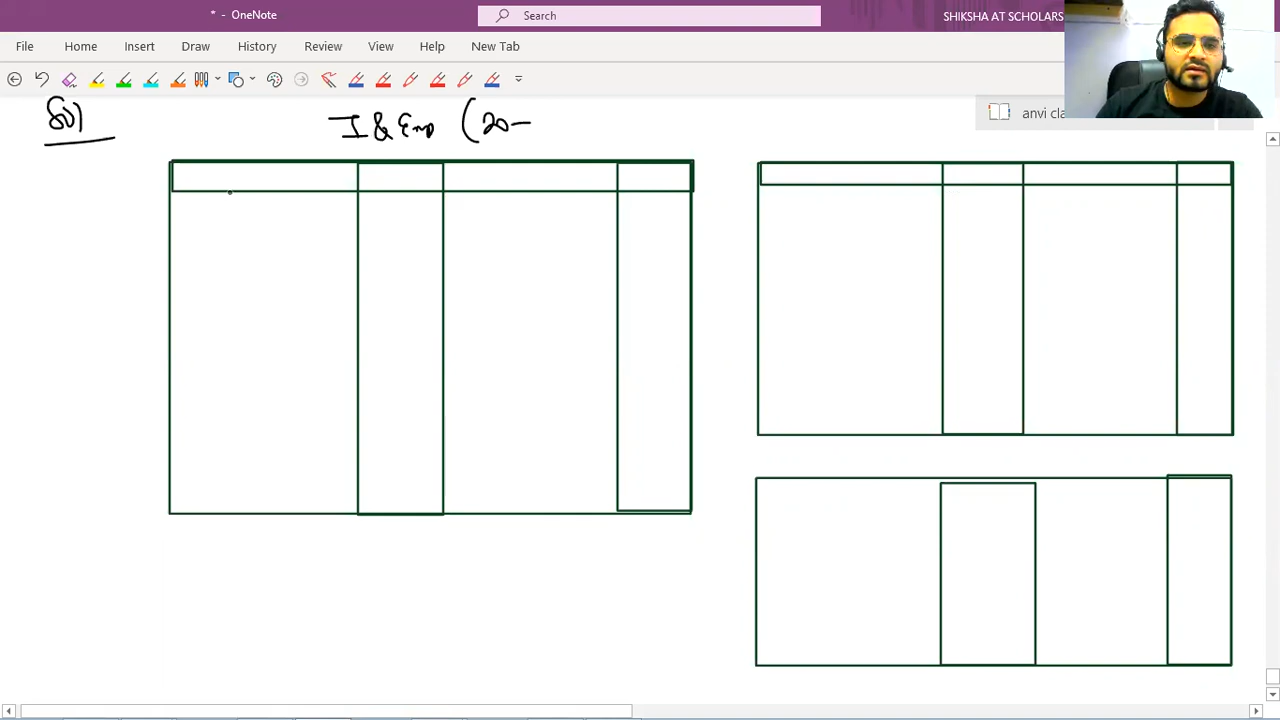 * - OneNote
Search
SHIKSHA AT SCHOLARS
File Home Insert Draw History Review View Help New Tab
Sol
I & Exp (20-
anvi cla